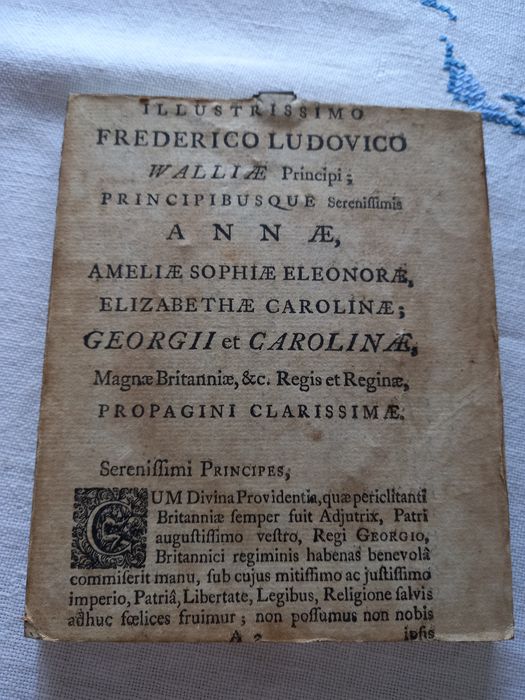 ILLUSTRISSIMO
FREDERICO LUDOVICO
WALLIÆ Principi;
PRINCIPIBUSQUE Sereniſſimis
ANNÆ,
AMELIÆ SOPHIÆ ELEONORÆ,
ELIZABETHÆ CAROLINÆ;
GEORGII et CAROLINÆ,
Magnæ Britanniæ, &c. Regis et Reginæ,
PROPAGINI CLARISSIMÆ.
Sereniſſimi PRINCIPES,
CUM Divina Providentia, quæ periclitanti
Britanniæ ſemper fuit Adjutrix, Patri
auguſtiſſimo veſtro, Regi GEORGIO,
Britannici regiminis habenas benevolâ
commiſerit manu, ſub cujus mitiſſimo ac juſtiſſimo
imperio, Patriâ, Libertate, Legibus, Religione ſalvis
adhuc fœlices fruimur; non poſſumus non nobis
A 2 ipſis